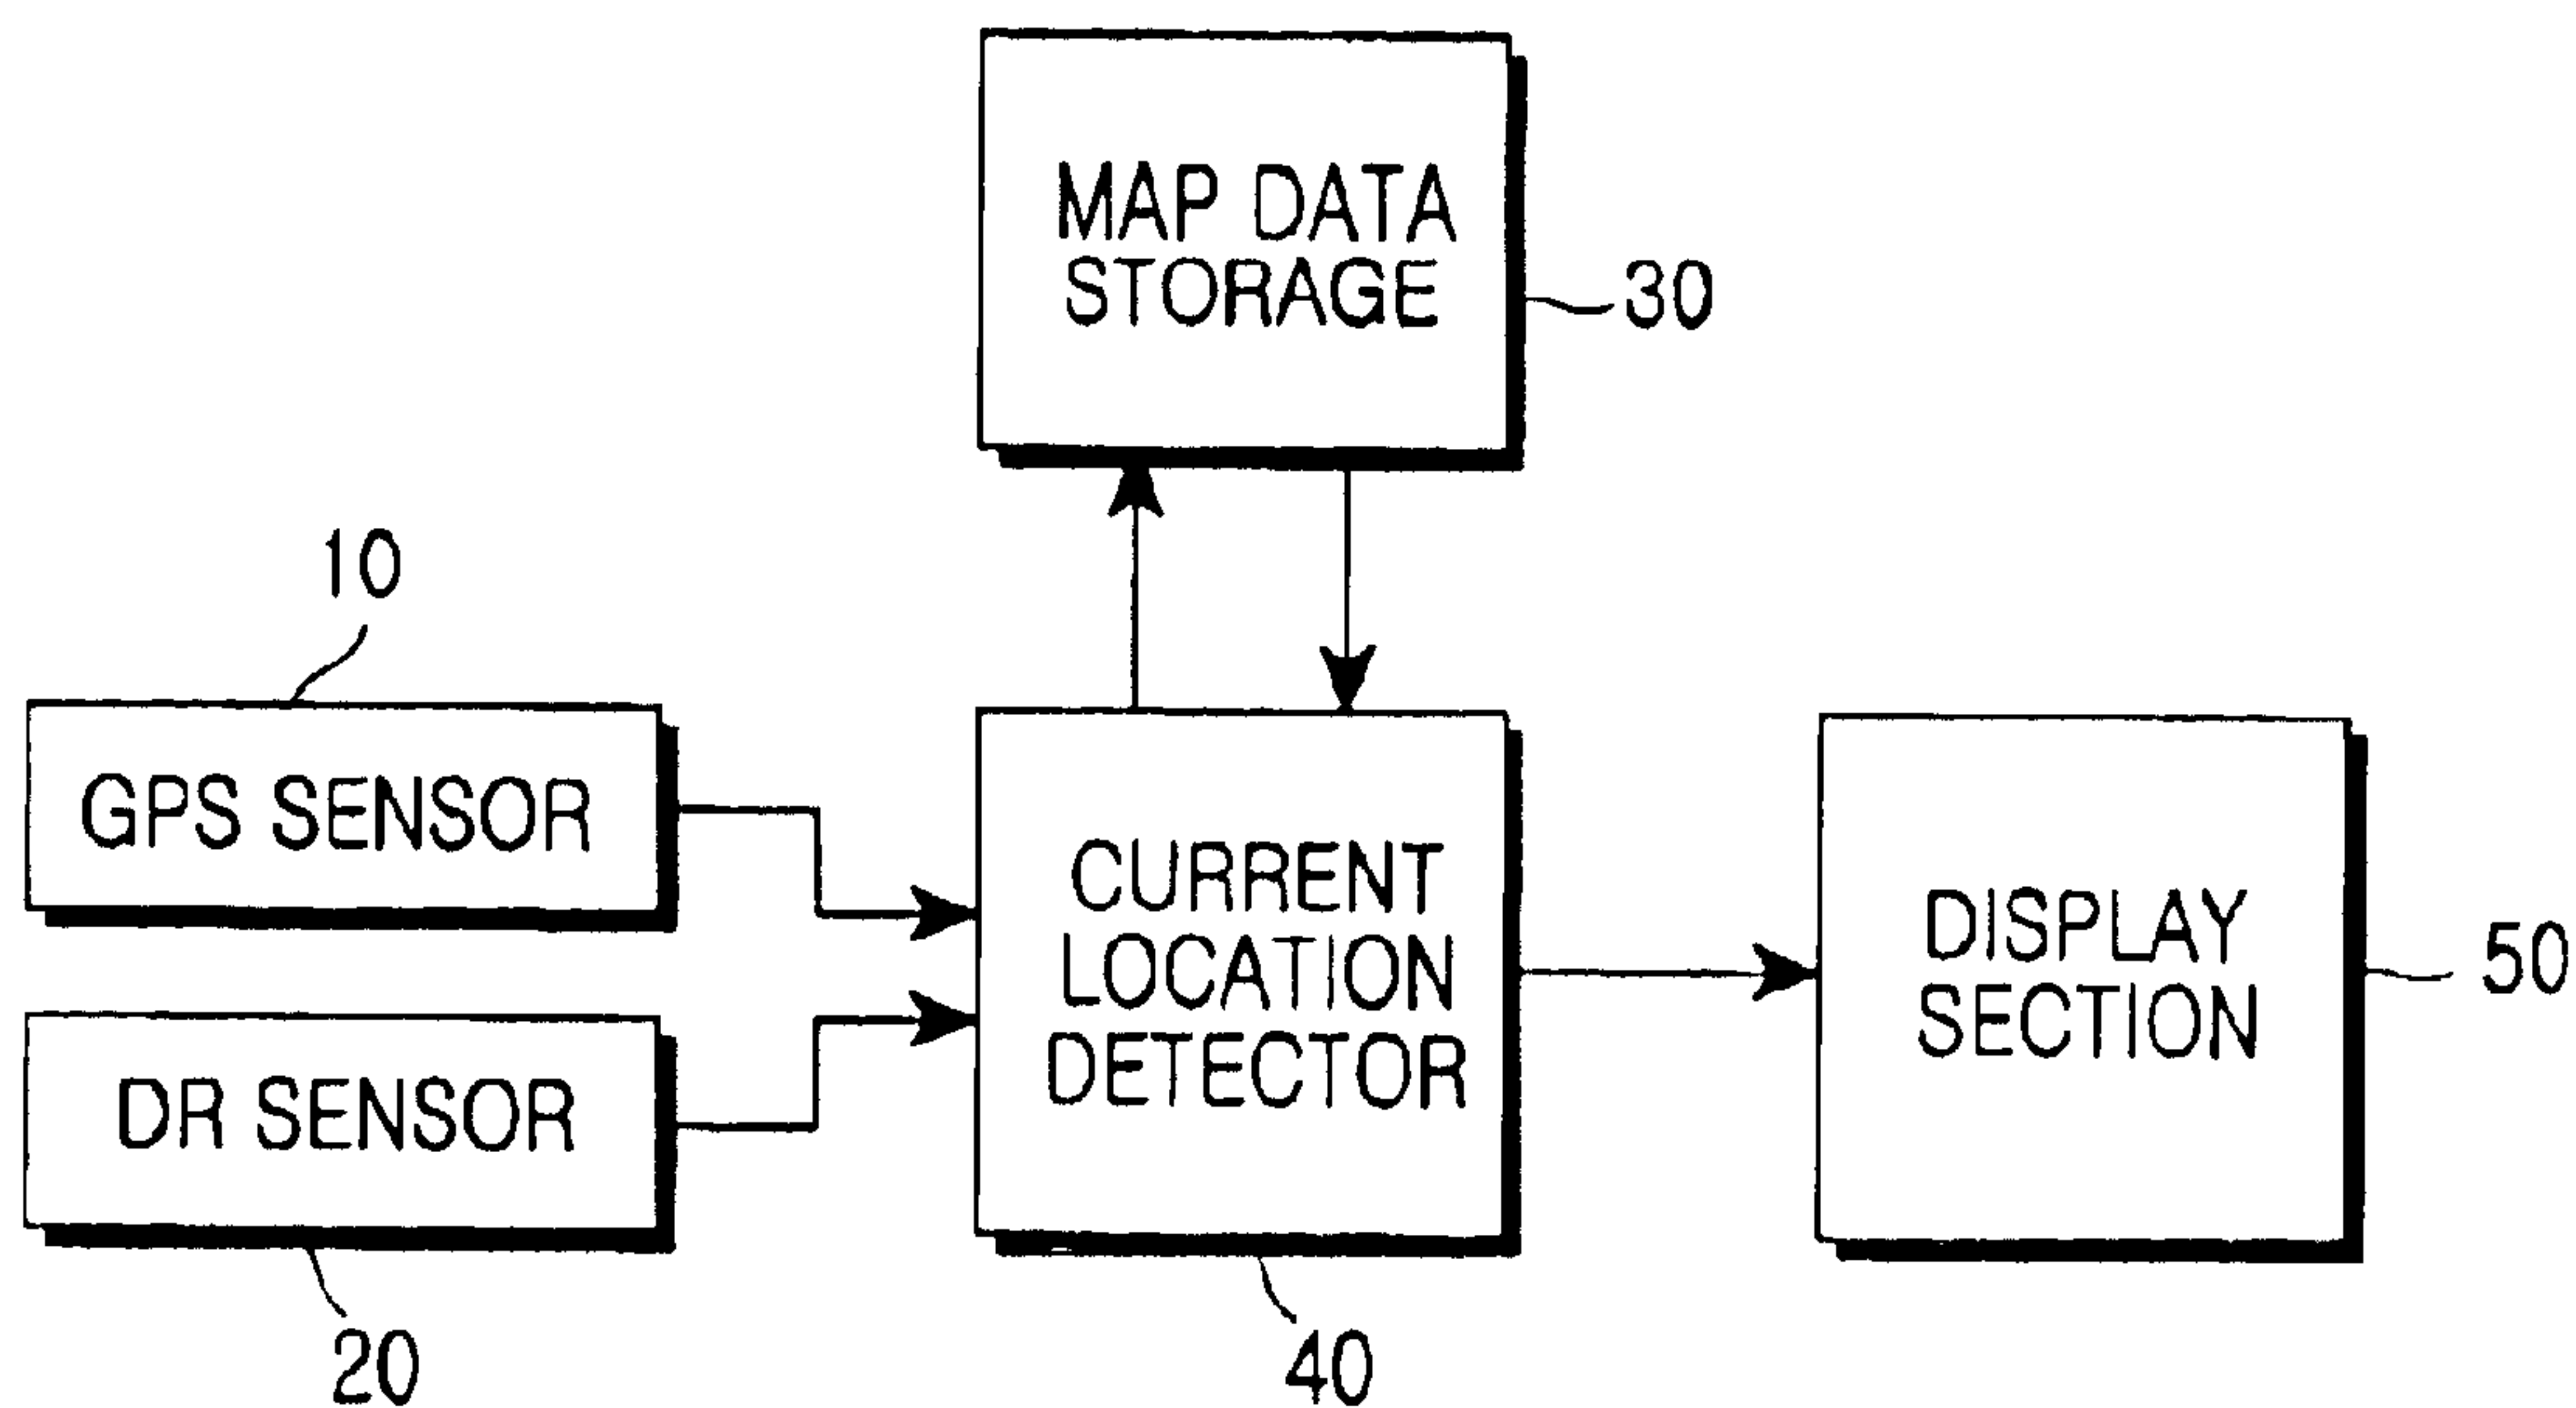 MAP DATA
STORAGE
30
10
GPS SENSOR
DR SENSOR
20
CURRENT
LOCATION
DETECTOR
40
DISPLAY
SECTION
50